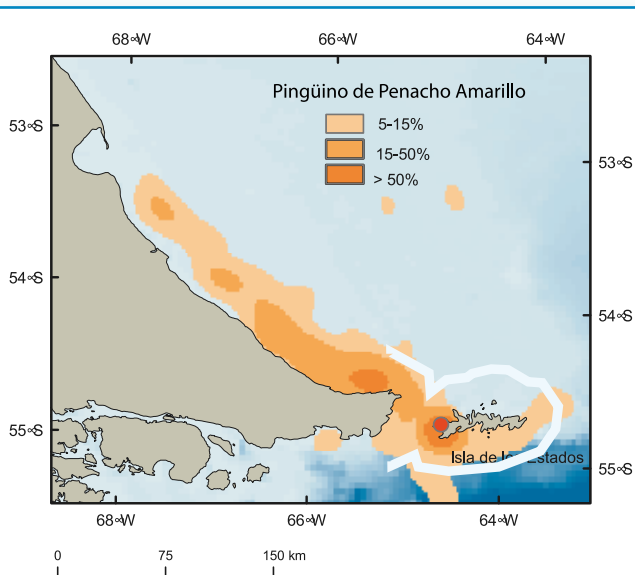 68∞W 66∞W 64∞W
Pingüino de Penacho Amarillo
5-15%
15-50%
> 50%
53∞S 53∞S
54∞S 54∞S
55∞S 55∞S
Isla de los Estados
68∞W 66∞W 64∞W
0 75 150 km